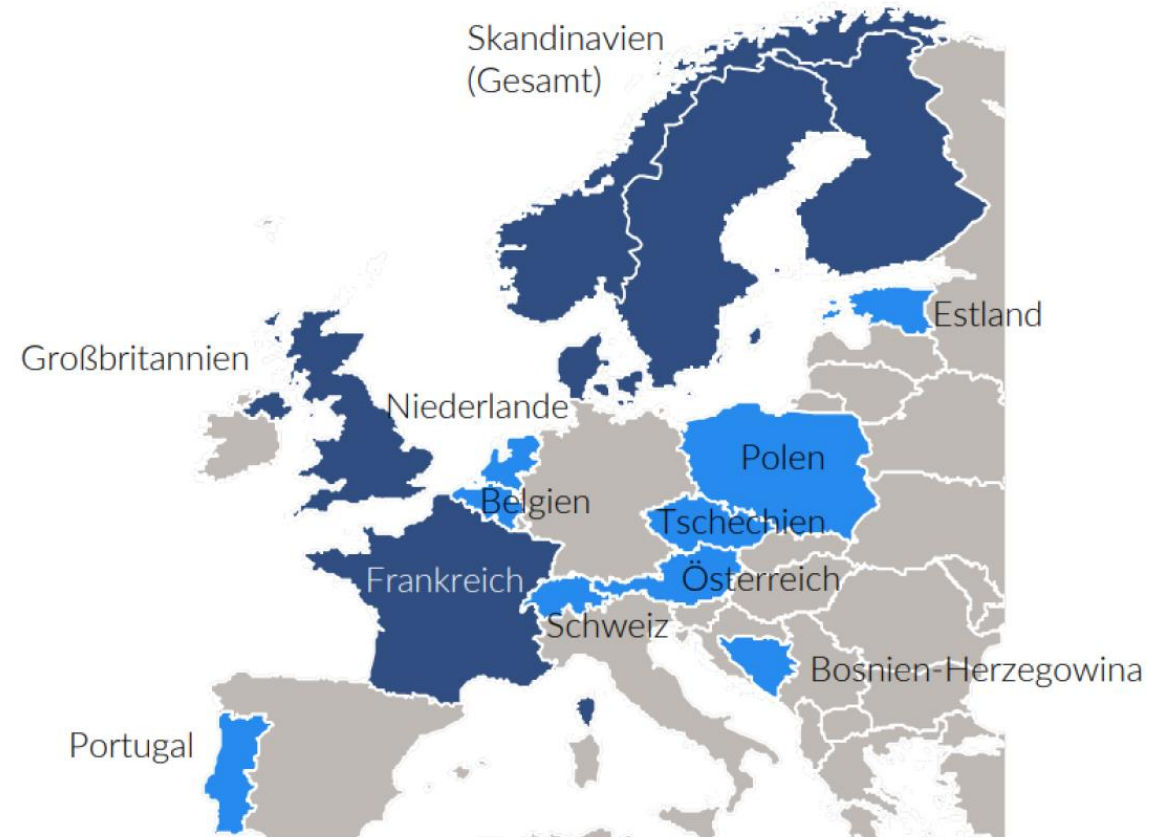 Skandinavien
(Gesamt)
Estland
Großbritannien
Niederlande
Polen
Belgien
Tschechien
Frankreich
Österreich
Schweiz
Bosnien-Herzegowina
Portugal